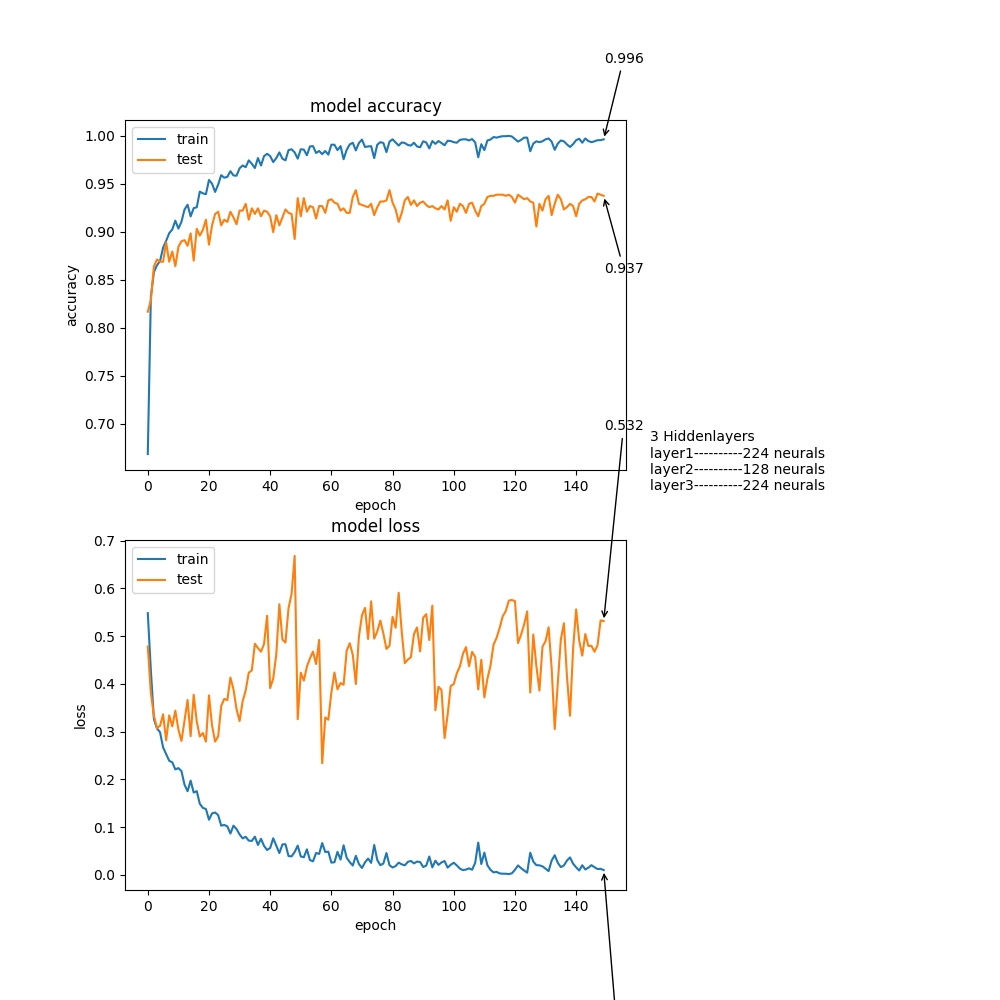 0.996
model accuracy
train
test
1.00
0.95
0.90
0.85
0.80
0.75
0.70
accuracy
0.937
0 20 40 60 80 100 120 140
epoch
0.532
3 Hiddenlayers
layer1----------224 neurals
layer2----------128 neurals
layer3----------224 neurals
model loss
train
test
0.7
0.6
0.5
0.4
0.3
0.2
0.1
0.0
loss
0 20 40 60 80 100 120 140
epoch